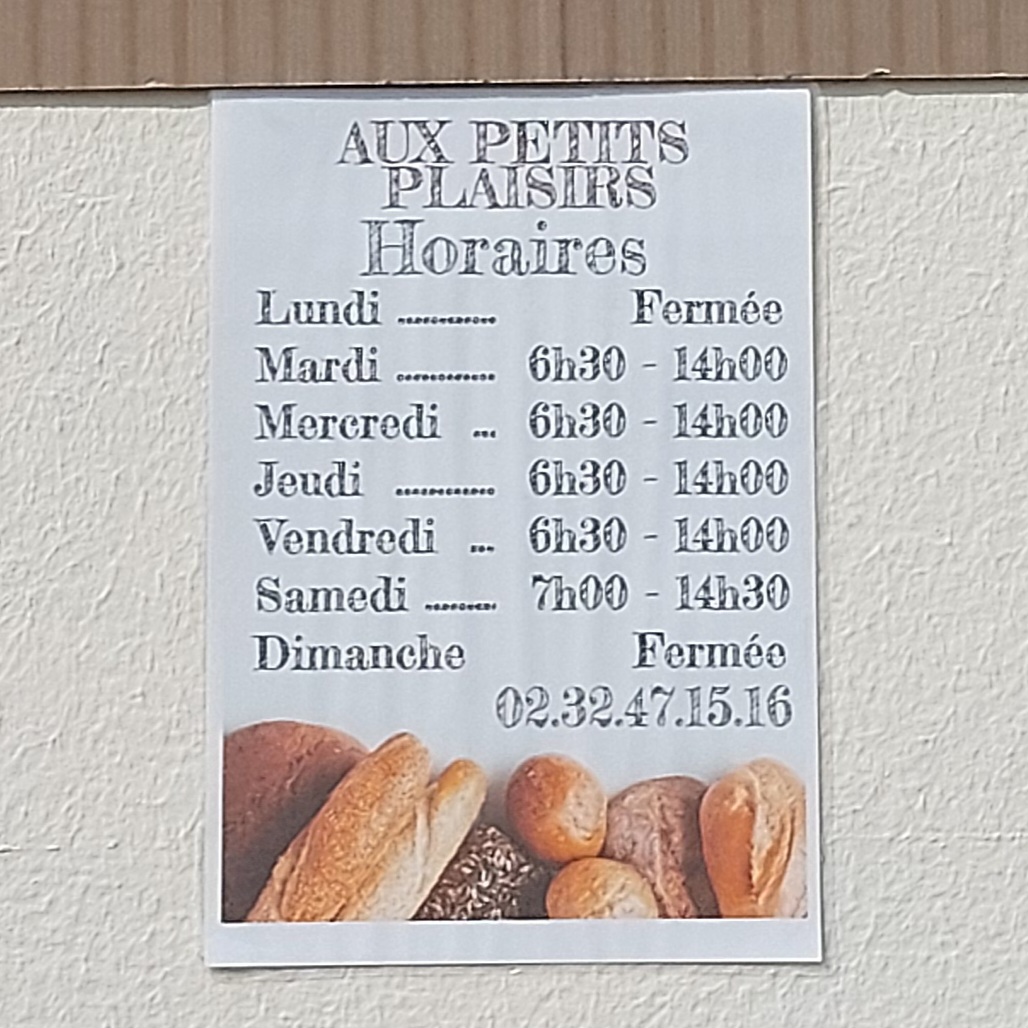 AUX PETITS
PLAISIRS
Horaires
Lundi ............ Fermée
Mardi ............ 6h30 - 14h00
Mercredi ... 6h30 - 14h00
Jeudi ............ 6h30 - 14h00
Vendredi ... 6h30 - 14h00
Samedi ......... 7h00 - 14h30
Dimanche Fermée
02.32.47.15.16